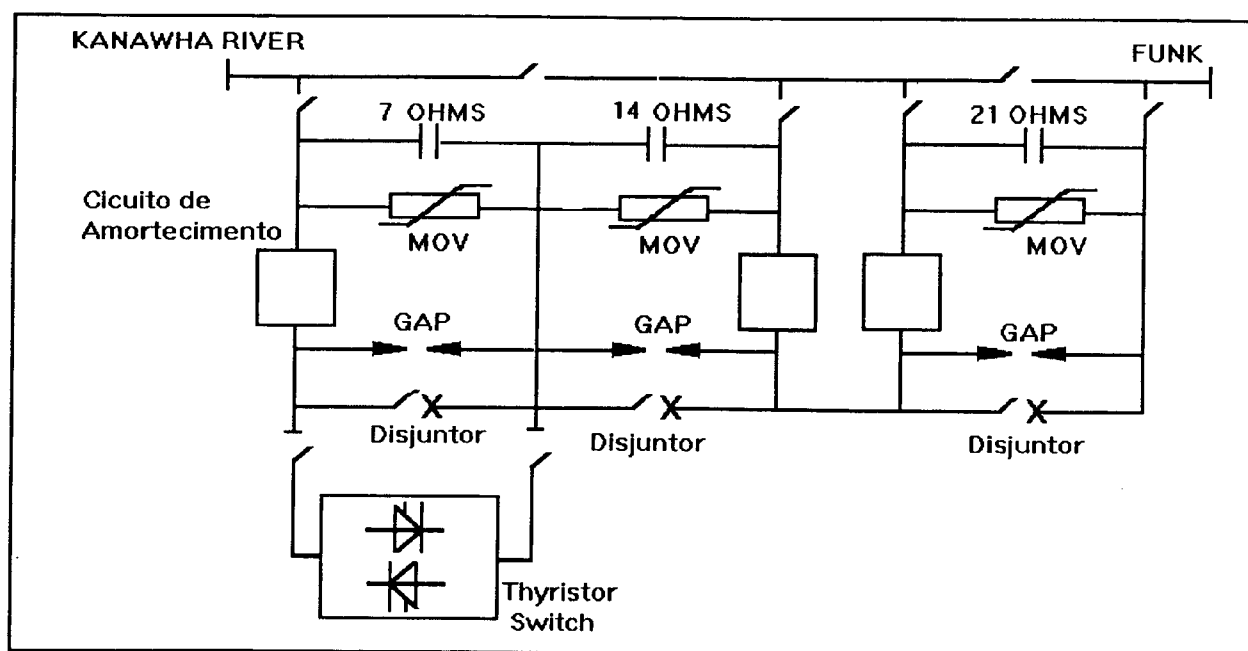 KANAWHA RIVER
FUNK
7 OHMS
14 OHMS
21 OHMS
Cicuito de
Amortecimento
MOV
MOV
MOV
GAP
GAP
GAP
Disjuntor
Disjuntor
Disjuntor
Thyristor
Switch